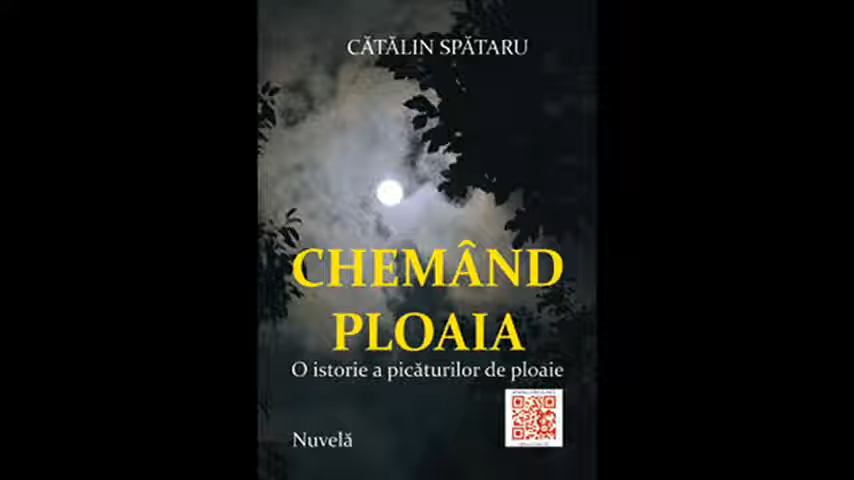 CĂTĂLIN SPĂTARU
CHEMÂND
PLOAIA
O istorie a picăturilor de ploaie
Nuvelă